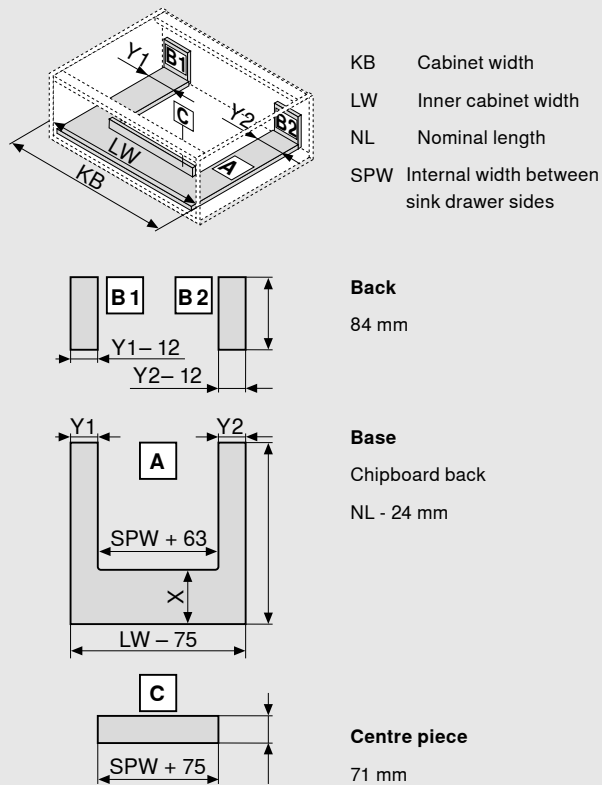 Y1
B1
C
Y2
B2
LW
A
KB
KB Cabinet width
LW Inner cabinet width
NL Nominal length
SPW Internal width between
sink drawer sides
B1
B2
Y1– 12
Y2– 12
Back
84 mm
Y1
Y2
A
SPW + 63
X
LW – 75
Base
Chipboard back
NL - 24 mm
C
SPW + 75
Centre piece
71 mm